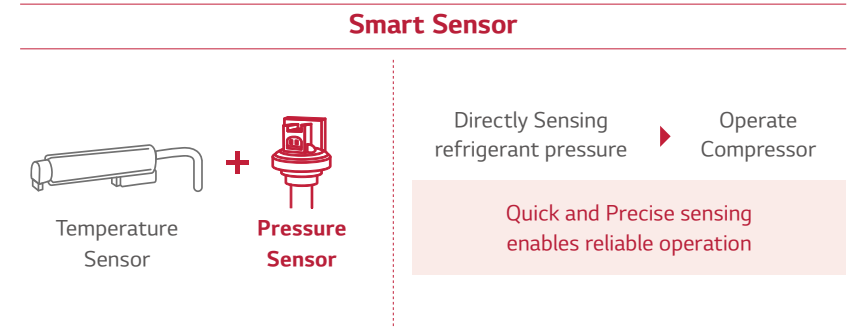 Smart Sensor
Temperature
Sensor
+
Pressure
Sensor
Directly Sensing
refrigerant pressure
Operate
Compressor
Quick and Precise sensing
enables reliable operation